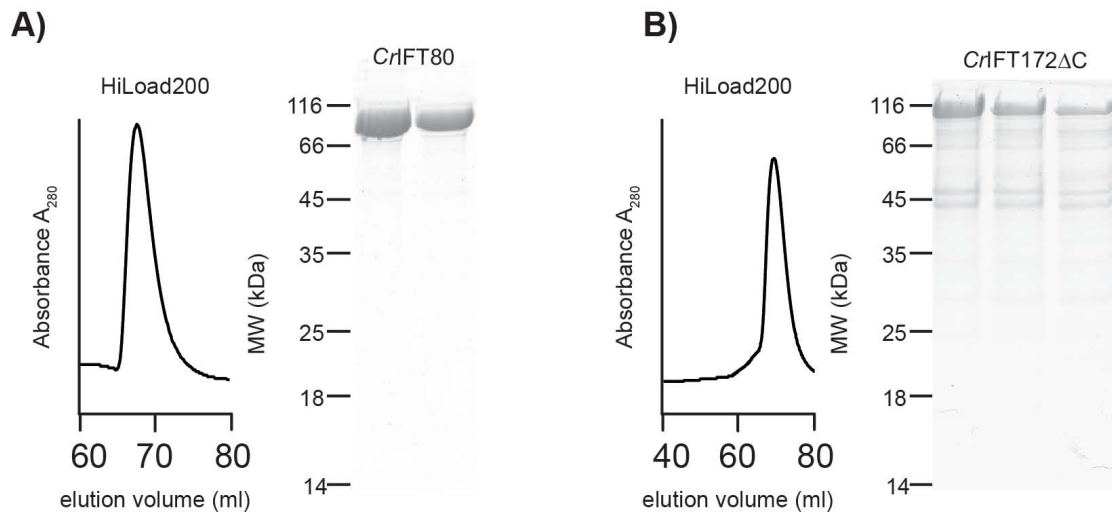 A)
HiLoad200
Absorbance A280
60 70 80
elution volume (ml)
CrIFT80
MW (kDa)
116
66
45
35
25
18
14
B)
HiLoad200
Absorbance A280
40 60 80
elution volume (ml)
CrIFT172ΔC
MW (kDa)
116
66
45
35
25
18
14